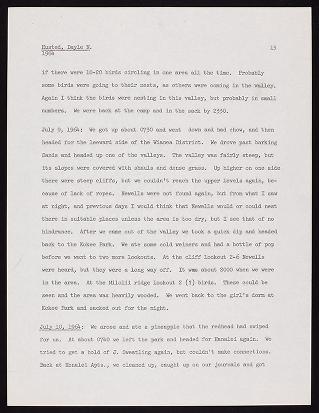 Husted, Dayle N. 13
1964
if there were 10-20 birds circling in one area all the time. Probably
some birds were going to their nests, as others were coming in the valley.
Again I think the birds were nesting in this valley, but probably in small
numbers. We were back at the camp and in the sack by 2330.
July 9, 1964: We got up about 0730 and went down and had chow, and then
headed for the leeward side of the Wiamea District. We drove past barking
Sands and headed up one of the valleys. The valley was fairly steep, but
its slopes were covered with shrubs and dense grass. Up higher on one side
there were steep cliffs, but we couldn't reach the upper levels again, be-
cause of lack of ropes. Newells were not found again, but from what I saw
at night, and previous days I would think that Newells would or could nest
there in suitable places unless the area is too dry, but I see that of no
hindrance. After we came out of the valley we took a quick dip and headed
back to the Kokee Park. We ate some cold weiners and had a bottle of pop
before we went to two more lookouts. At the cliff lookout 2-6 Newells
were heard, but they were a long way off. It was about 2000 when we were
in the area. At the Milolii ridge lookout 2 (?) birds. These could be
seen and the area was heavily wooded. We went back to the girl's dorm at
Kokee Park and sacked out for the night.
July 10, 1964: We arose and ate a pineapple that the redhead had swiped
for us. At about 0740 we left the park and headed for Hanalei again. We
tried to get a hold of J. Sweatling again, but couldn't make connections.
Back at Hanalei Apts., we cleaned up, caught up on our journals and got